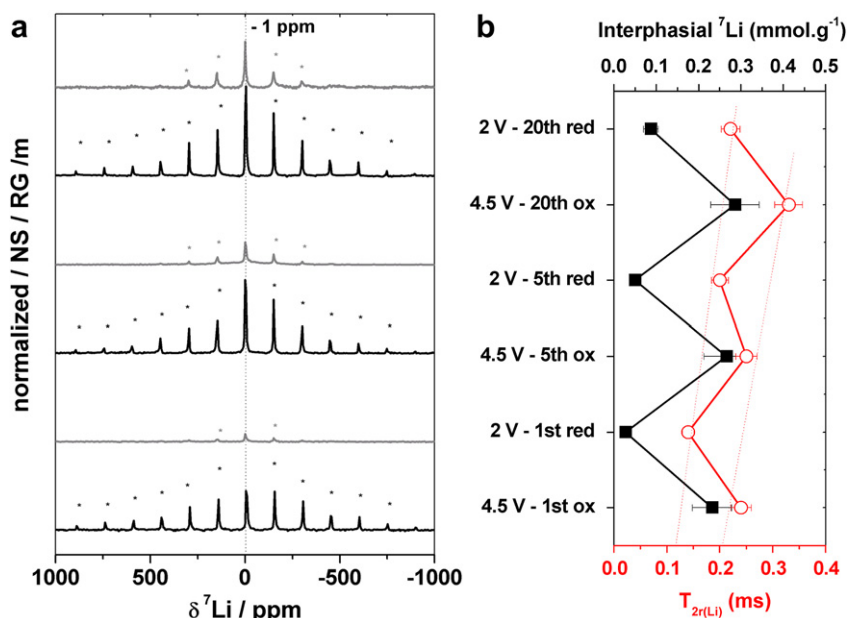 a
- 1 ppm
normalized / NS / RG /m
1000 500 0 -500 -1000
δ ⁷Li / ppm
b
Interphasial ⁷Li (mmol.g⁻¹)
0.0 0.1 0.2 0.3 0.4 0.5
2 V - 20th red
4.5 V - 20th ox
2 V - 5th red
4.5 V - 5th ox
2 V - 1st red
4.5 V - 1st ox
0.0 0.1 0.2 0.3 0.4
T2r(Li) (ms)